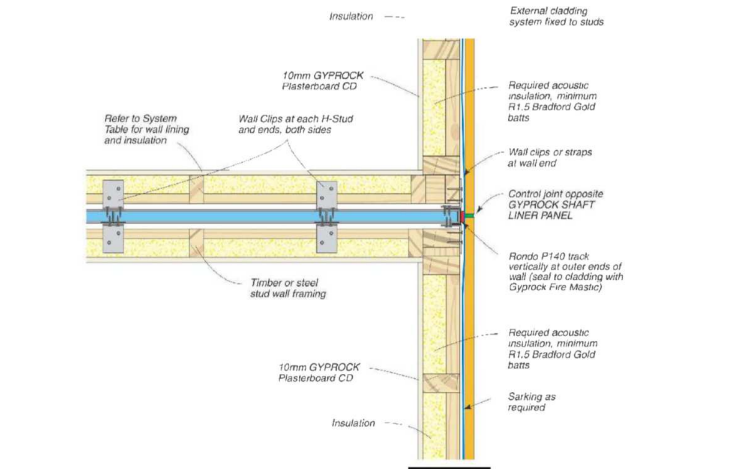 Insulation
External cladding
system fixed to studs
10mm GYPROCK
Plasterboard CD
Required acoustic
insulation, minimum
R1.5 Bradford Gold
batts
Refer to System
Table for wall lining
and insulation
Wall Clips at each H-Stud
and ends, both sides
Wall clips or straps
at wall end
Control joint opposite
GYPROCK SHAFT
LINER PANEL
Rondo P140 track
vertically at outer ends of
wall (seal to cladding with
Gyprock Fire Mastic)
Timber or steel
stud wall framing
Required acoustic
insulation, minimum
R1.5 Bradford Gold
batts
10mm GYPROCK
Plasterboard CD
Sarking as
required
Insulation